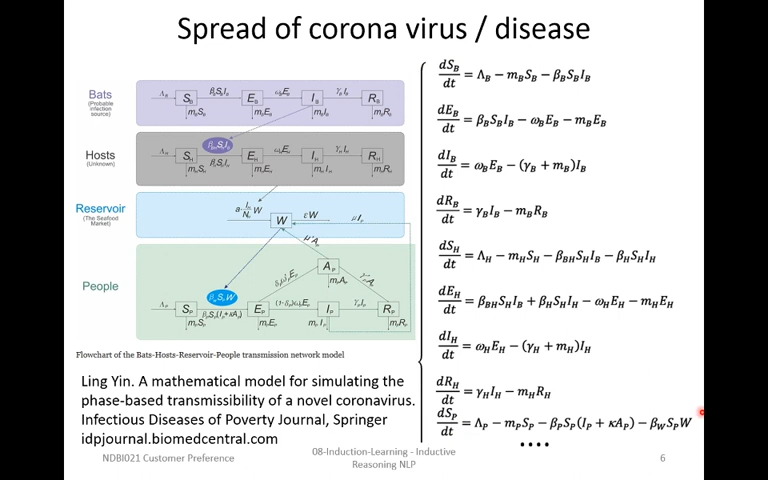 Spread of corona virus / disease
Bats
(Probable
infection
source)
Hosts
(Unknown)
Reservoir
(The Seafood
Market)
People
W
εW
Flowchart of the Bats-Hosts-Reservoir-People transmission network model
Ling Yin. A mathematical model for simulating the
phase-based transmissibility of a novel coronavirus.
Infectious Diseases of Poverty Journal, Springer
idpjournal.biomedcentral.com
dS_B/dt = Λ_B − m_B S_B − β_B S_B I_B
dE_B/dt = β_B S_B I_B − ω_B E_B − m_B E_B
dI_B/dt = ω_B E_B − (γ_B + m_B)I_B
dR_B/dt = γ_B I_B − m_B R_B
dS_H/dt = Λ_H − m_H S_H − β_BH S_H I_B − β_H S_H I_H
dE_H/dt = β_BH S_H I_B + β_H S_H I_H − ω_H E_H − m_H E_H
dI_H/dt = ω_H E_H − (γ_H + m_H)I_H
dR_H/dt = γ_H I_H − m_H R_H
dS_P/dt = Λ_P − m_P S_P − β_P S_P(I_P + κA_P) − β_W S_P W
....
NDBI021 Customer Preference
08-Induction-Learning - Inductive
Reasoning NLP
6